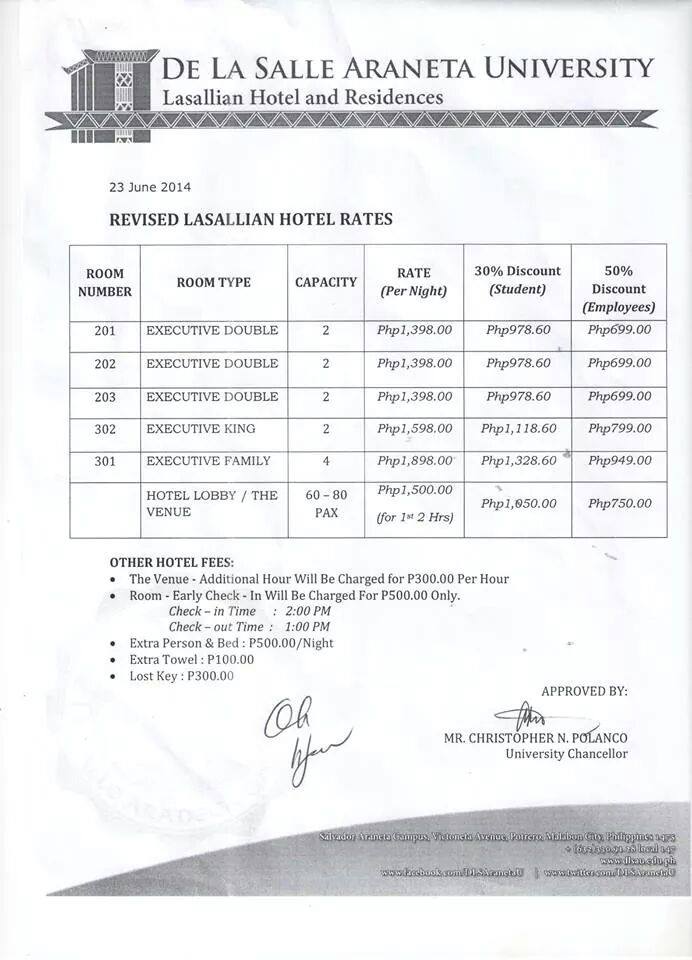 DE LA SALLE ARANETA UNIVERSITY
Lasallian Hotel and Residences
23 June 2014
REVISED LASALLIAN HOTEL RATES
ROOM NUMBER ROOM TYPE CAPACITY RATE (Per Night) 30% Discount (Student) 50% Discount (Employees)
201 EXECUTIVE DOUBLE 2 Php1,398.00 Php978.60 Php699.00
202 EXECUTIVE DOUBLE 2 Php1,398.00 Php978.60 Php699.00
203 EXECUTIVE DOUBLE 2 Php1,398.00 Php978.60 Php699.00
302 EXECUTIVE KING 2 Php1,598.00 Php1,118.60 Php799.00
301 EXECUTIVE FAMILY 4 Php1,898.00 Php1,328.60 Php949.00
HOTEL LOBBY / THE VENUE 60 – 80 PAX Php1,500.00 (for 1st 2 Hrs) Php1,050.00 Php750.00
OTHER HOTEL FEES:
• The Venue - Additional Hour Will Be Charged for P300.00 Per Hour
• Room - Early Check - In Will Be Charged For P500.00 Only.
Check – in Time : 2:00 PM
Check – out Time : 1:00 PM
• Extra Person & Bed : P500.00/Night
• Extra Towel : P100.00
• Lost Key : P300.00
APPROVED BY:
MR. CHRISTOPHER N. POLANCO
University Chancellor
Salvador Araneta Campus, Victoneta Avenue, Potrero, Malabon City, Philippines 1475
www.dlsau.edu.ph
www.facebook.com/DLSAranetaU | www.twitter.com/DLSAranetaU